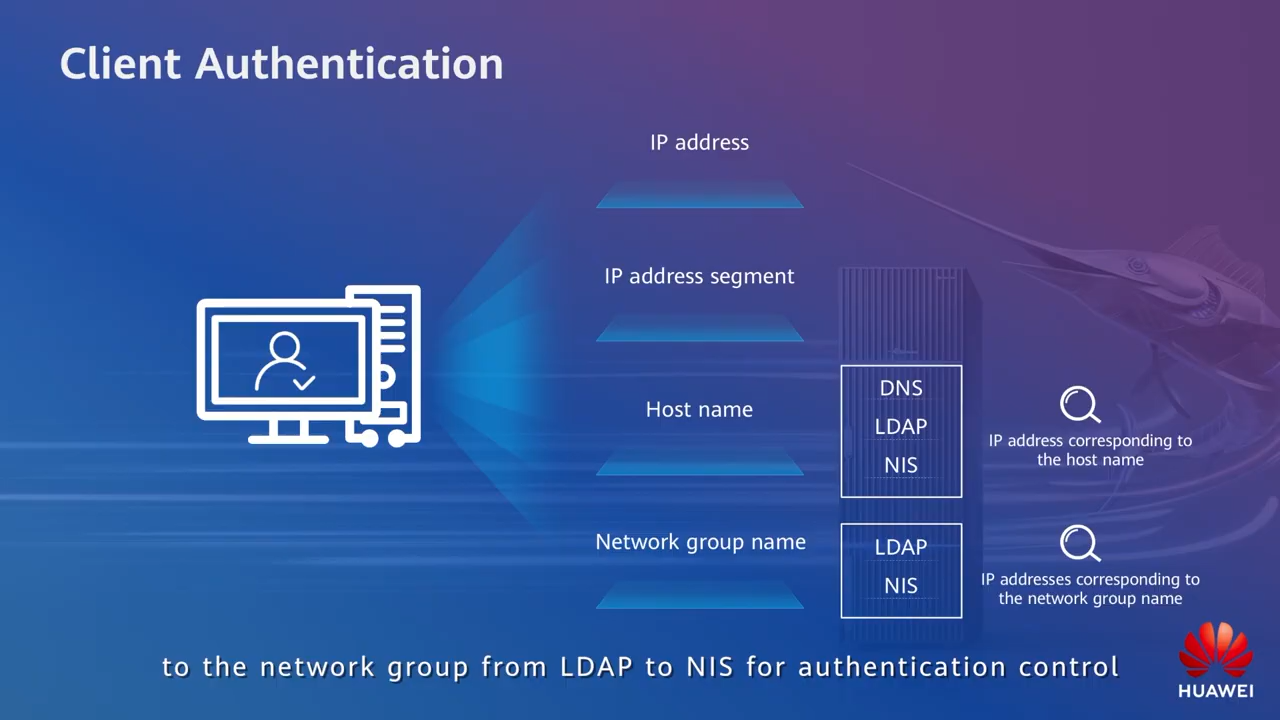 Client Authentication
IP address
IP address segment
Host name
DNS
LDAP
NIS
IP address corresponding to
the host name
Network group name
LDAP
NIS
IP addresses corresponding to
the network group name
to the network group from LDAP to NIS for authentication control
HUAWEI